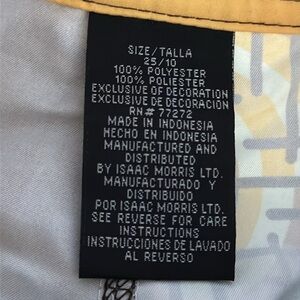 SIZE/TALLA
25/10
100% POLYESTER
100% POLIESTER
EXCLUSIVE OF DECORATION
EXCLUSIVE DE DECORACIÓN
RN# 77272
MADE IN INDONESIA
HECHO EN INDONESIA
MANUFACTURED AND
DISTRIBUTED
BY ISAAC MORRIS LTD.
MANUFACTURADO Y
DISTRIBUIDO
POR ISAAC MORRIS LTD.
SEE REVERSE FOR CARE
INSTRUCTIONS
INSTRUCCIONES DE LAVADO
AL REVERSO